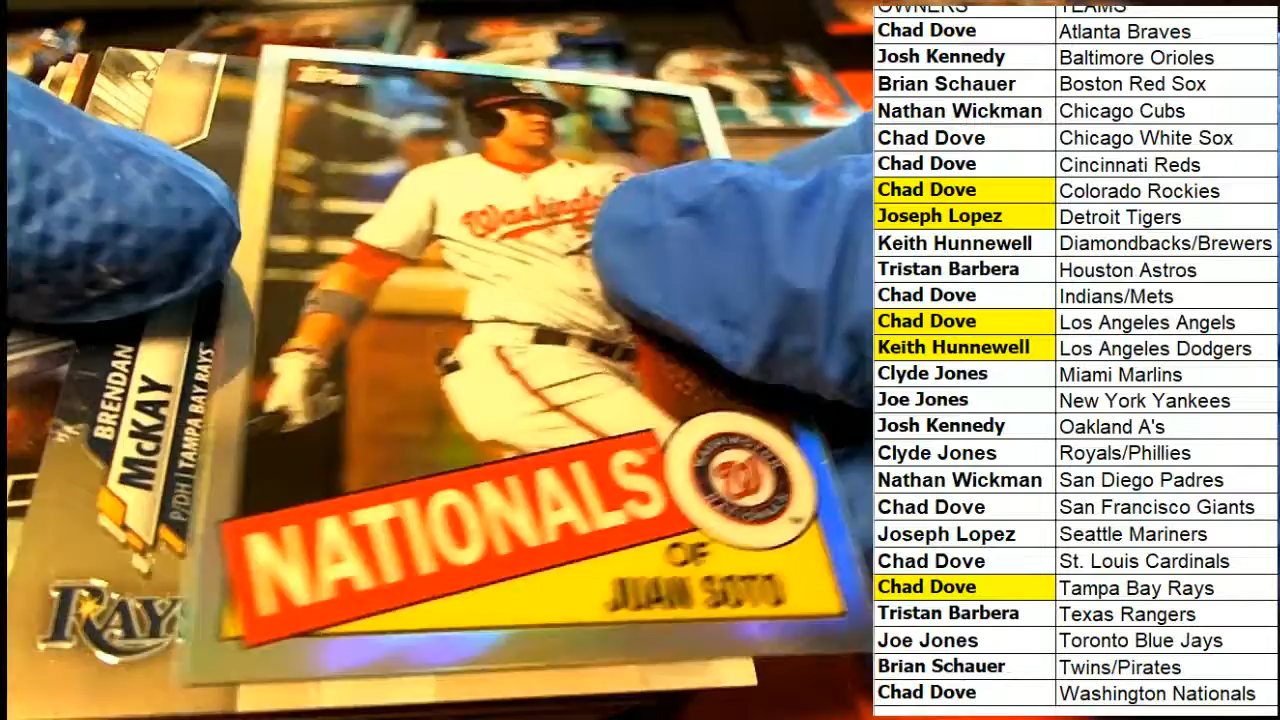 OWNERS TEAMS
Chad Dove Atlanta Braves
Josh Kennedy Baltimore Orioles
Brian Schauer Boston Red Sox
Nathan Wickman Chicago Cubs
Chad Dove Chicago White Sox
Chad Dove Cincinnati Reds
Chad Dove Colorado Rockies
Joseph Lopez Detroit Tigers
Keith Hunnewell Diamondbacks/Brewers
Tristan Barbera Houston Astros
Chad Dove Indians/Mets
Chad Dove Los Angeles Angels
Keith Hunnewell Los Angeles Dodgers
Clyde Jones Miami Marlins
Joe Jones New York Yankees
Josh Kennedy Oakland A's
Clyde Jones Royals/Phillies
Nathan Wickman San Diego Padres
Chad Dove San Francisco Giants
Joseph Lopez Seattle Mariners
Chad Dove St. Louis Cardinals
Chad Dove Tampa Bay Rays
Tristan Barbera Texas Rangers
Joe Jones Toronto Blue Jays
Brian Schauer Twins/Pirates
Chad Dove Washington Nationals
Topps
Washington
NATIONALS
W
OF
JUAN SOTO
BRENDAN
McKAY
P/DH | TAMPA BAY RAYS
RAYS